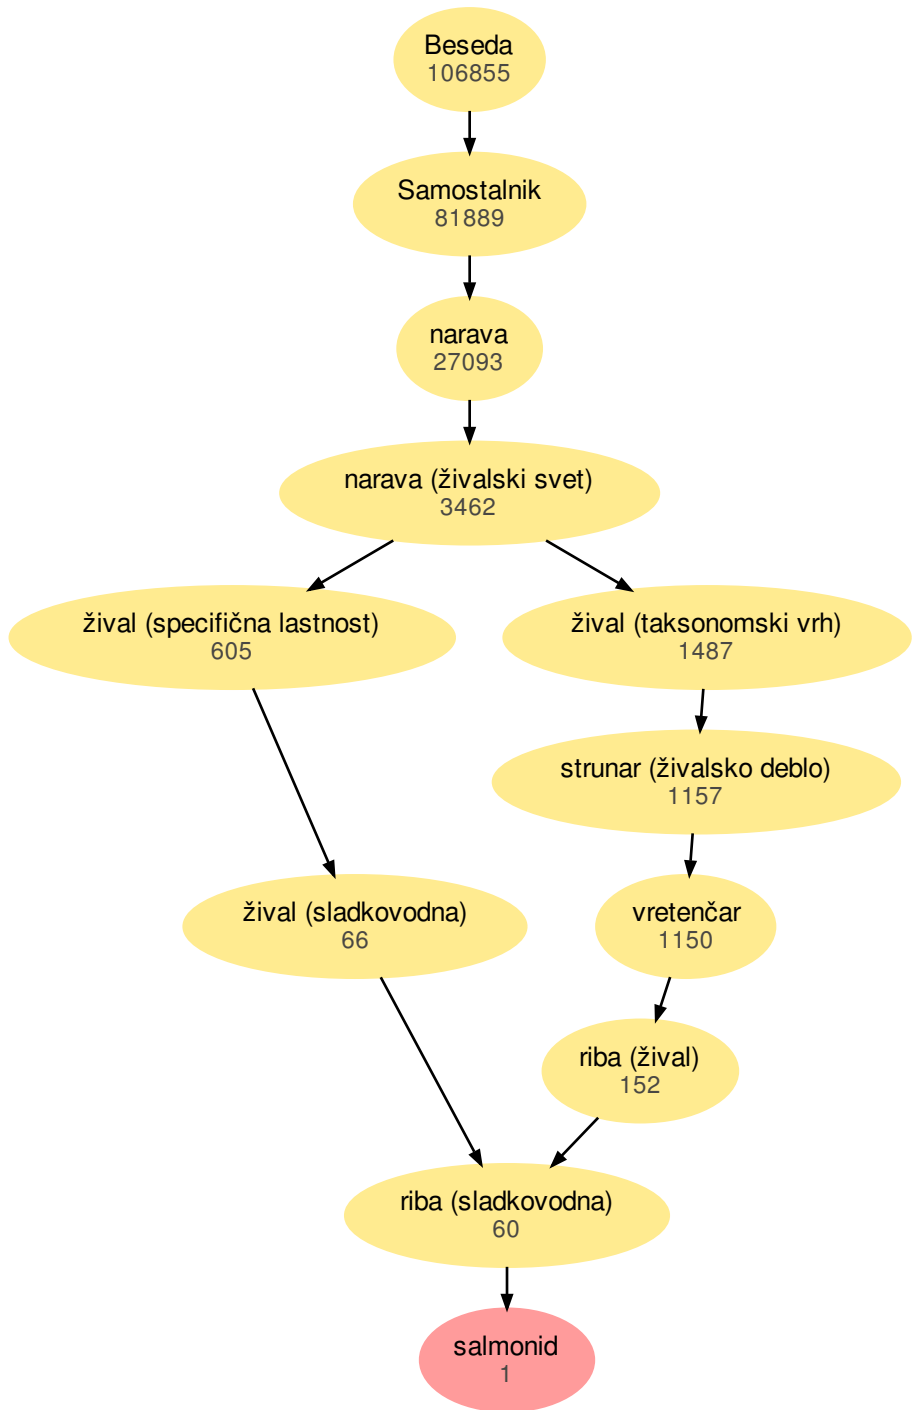 Beseda
106855
Samostalnik
81889
narava
27093
narava (živalski svet)
3462
žival (specifična lastnost)
605
žival (taksonomski vrh)
1487
strunar (živalsko deblo)
1157
žival (sladkovodna)
66
vretenčar
1150
riba (žival)
152
riba (sladkovodna)
60
salmonid
1